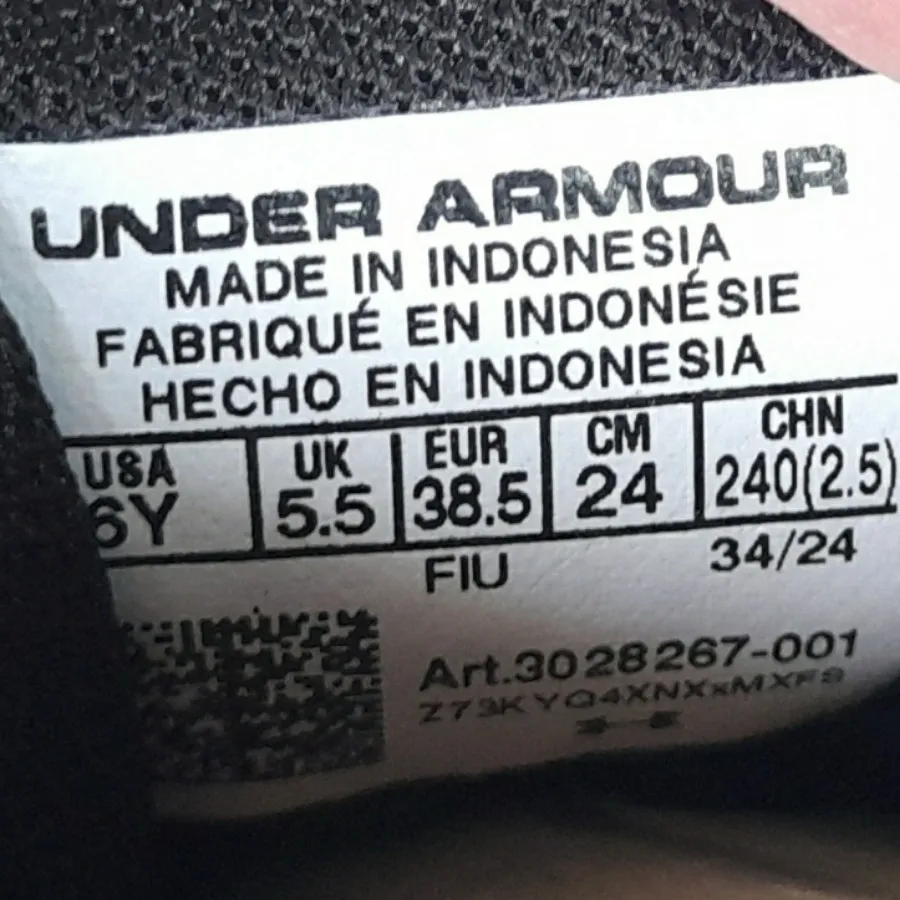 UNDER ARMOUR
MADE IN INDONESIA
FABRIQUÉ EN INDONÉSIE
HECHO EN INDONESIA
USA UK EUR CM CHN
6Y 5.5 38.5 24 240(2.5)
FIU 34/24
Art.3028267-001